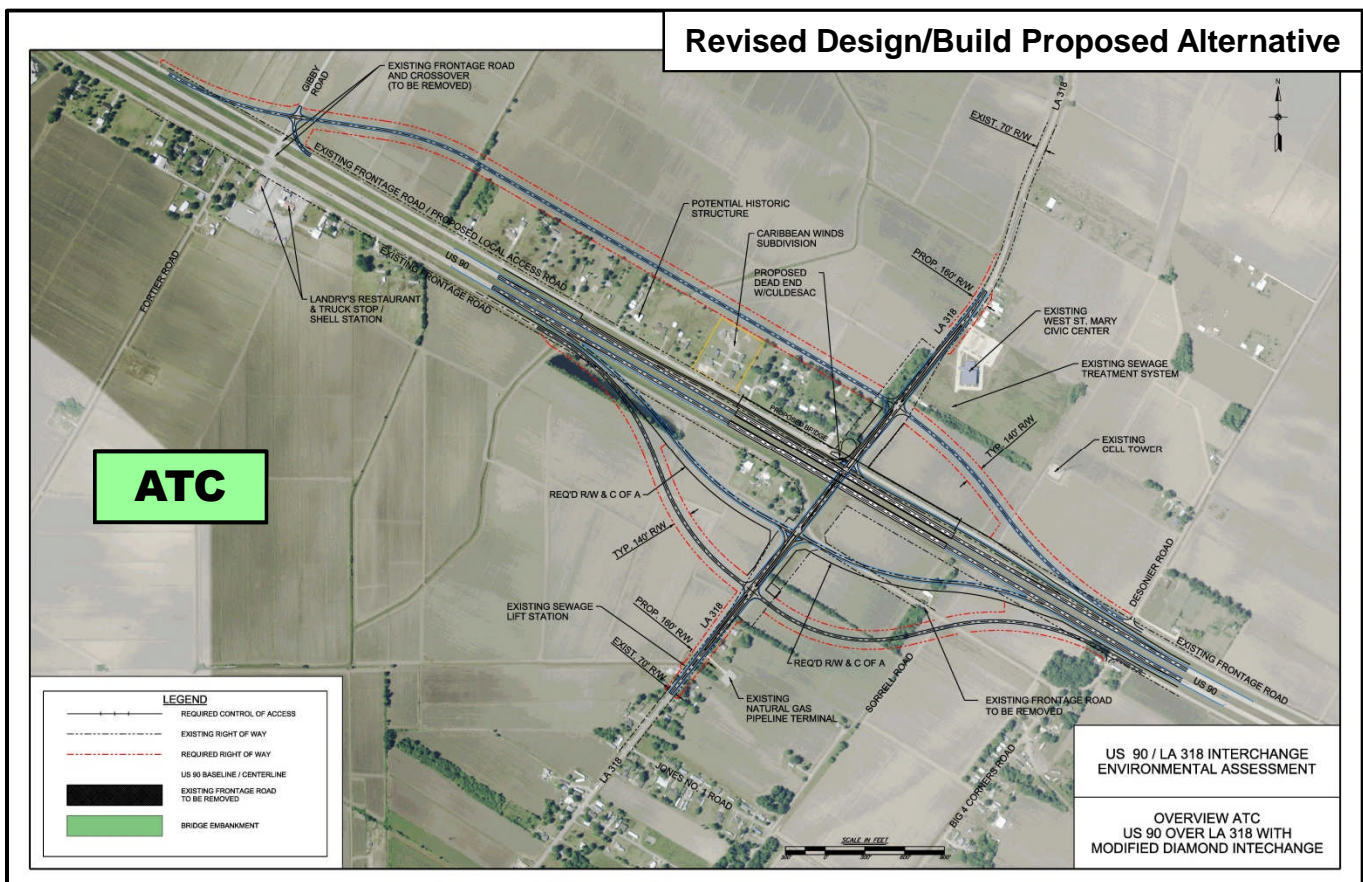 Revised Design/Build Proposed Alternative
EXISTING FRONTAGE ROAD
AND CROSSOVER
(TO BE REMOVED)
GIBBY
ROAD
N
LA 318
EXIST. 70' R/W
EXISTING FRONTAGE ROAD / PROPOSED LOCAL ACCESS ROAD
POTENTIAL HISTORIC
STRUCTURE
CARIBBEAN WINDS
SUBDIVISION
PROPOSED
DEAD END
W/CULDESAC
PROP. 160' R/W
LA 318
US 90
EXISTING FRONTAGE ROAD
FORTIER ROAD
LANDRY'S RESTAURANT
& TRUCK STOP /
SHELL STATION
EXISTING
WEST ST. MARY
CIVIC CENTER
EXISTING SEWAGE
TREATMENT SYSTEM
PROPOSED BRIDGE
TYP. 140' R/W
EXISTING
CELL TOWER
ATC
REQ'D R/W & C OF A
TYP. 140' R/W
DESONIER ROAD
EXISTING SEWAGE
LIFT STATION
PROP. 160' R/W
LA 318
EXIST. 70' R/W
REQ'D R/W & C OF A
EXISTING FRONTAGE ROAD
US 90
EXISTING
NATURAL GAS
PIPELINE TERMINAL
SORRELL ROAD
EXISTING FRONTAGE ROAD
TO BE REMOVED
LA 318
JONES NO. 1 ROAD
BIG 4 CORNERS ROAD
LEGEND
REQUIRED CONTROL OF ACCESS
EXISTING RIGHT OF WAY
REQUIRED RIGHT OF WAY
US 90 BASELINE / CENTERLINE
EXISTING FRONTAGE ROAD
TO BE REMOVED
BRIDGE EMBANKMENT
SCALE IN FEET
300' 0' 300' 600' 900'
US 90 / LA 318 INTERCHANGE
ENVIRONMENTAL ASSESSMENT
OVERVIEW ATC
US 90 OVER LA 318 WITH
MODIFIED DIAMOND INTECHANGE